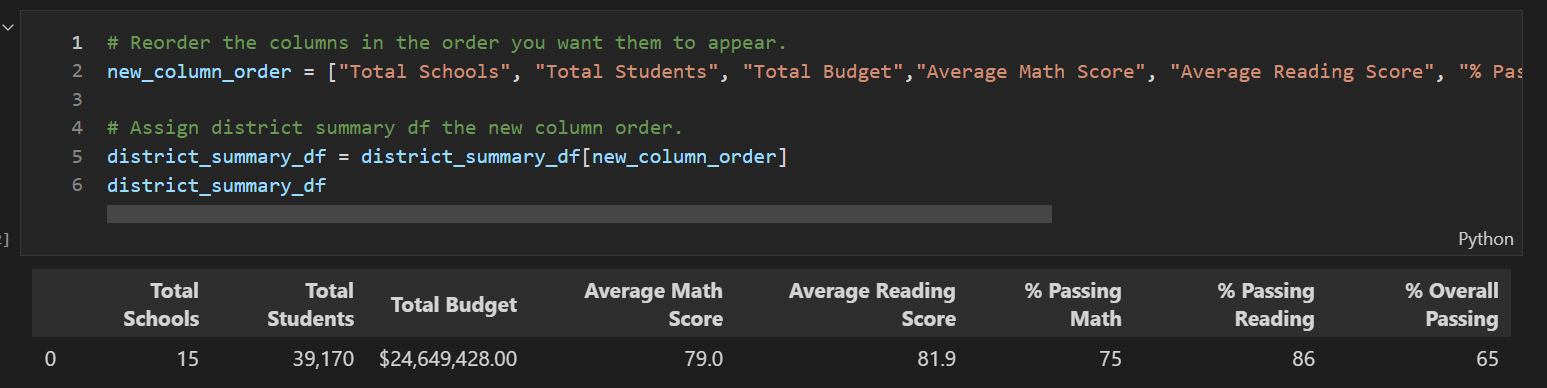 1 # Reorder the columns in the order you want them to appear.
2 new_column_order = ["Total Schools", "Total Students", "Total Budget","Average Math Score", "Average Reading Score", "% Pas
3
4 # Assign district summary df the new column order.
5 district_summary_df = district_summary_df[new_column_order]
6 district_summary_df
]
Python
Total Schools Total Students Total Budget Average Math Score Average Reading Score % Passing Math % Passing Reading % Overall Passing
0 15 39,170 $24,649,428.00 79.0 81.9 75 86 65